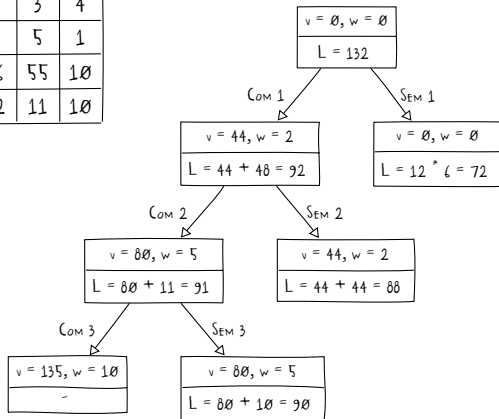 3 4
5 1
55 10
11 10
v = 0, w = 0
L = 132
Com 1
Sem 1
v = 44, w = 2
L = 44 + 48 = 92
v = 0, w = 0
L = 12 * 6 = 72
Com 2
Sem 2
v = 80, w = 5
L = 80 + 11 = 91
v = 44, w = 2
L = 44 + 44 = 88
Com 3
Sem 3
v = 135, w = 10
-
v = 80, w = 5
L = 80 + 10 = 90